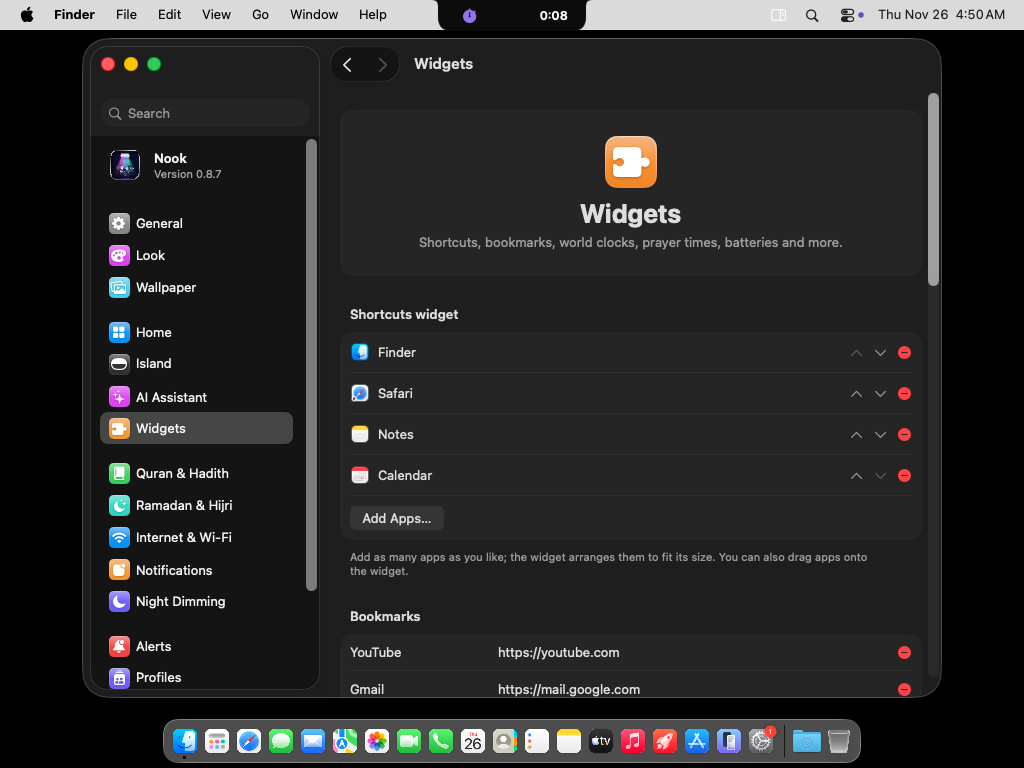 Finder File Edit View Go Window Help 0:08 Thu Nov 26 4:50 AM
Widgets
Search
Nook
Version 0.8.7
General
Look
Wallpaper
Home
Island
AI Assistant
Widgets
Quran & Hadith
Ramadan & Hijri
Internet & Wi-Fi
Notifications
Night Dimming
Alerts
Profiles
Widgets
Shortcuts, bookmarks, world clocks, prayer times, batteries and more.
Shortcuts widget
Finder
Safari
Notes
Calendar
Add Apps...
Add as many apps as you like; the widget arranges them to fit its size. You can also drag apps onto
the widget.
Bookmarks
YouTube https://youtube.com
Gmail https://mail.google.com
Thu
26
tv
1